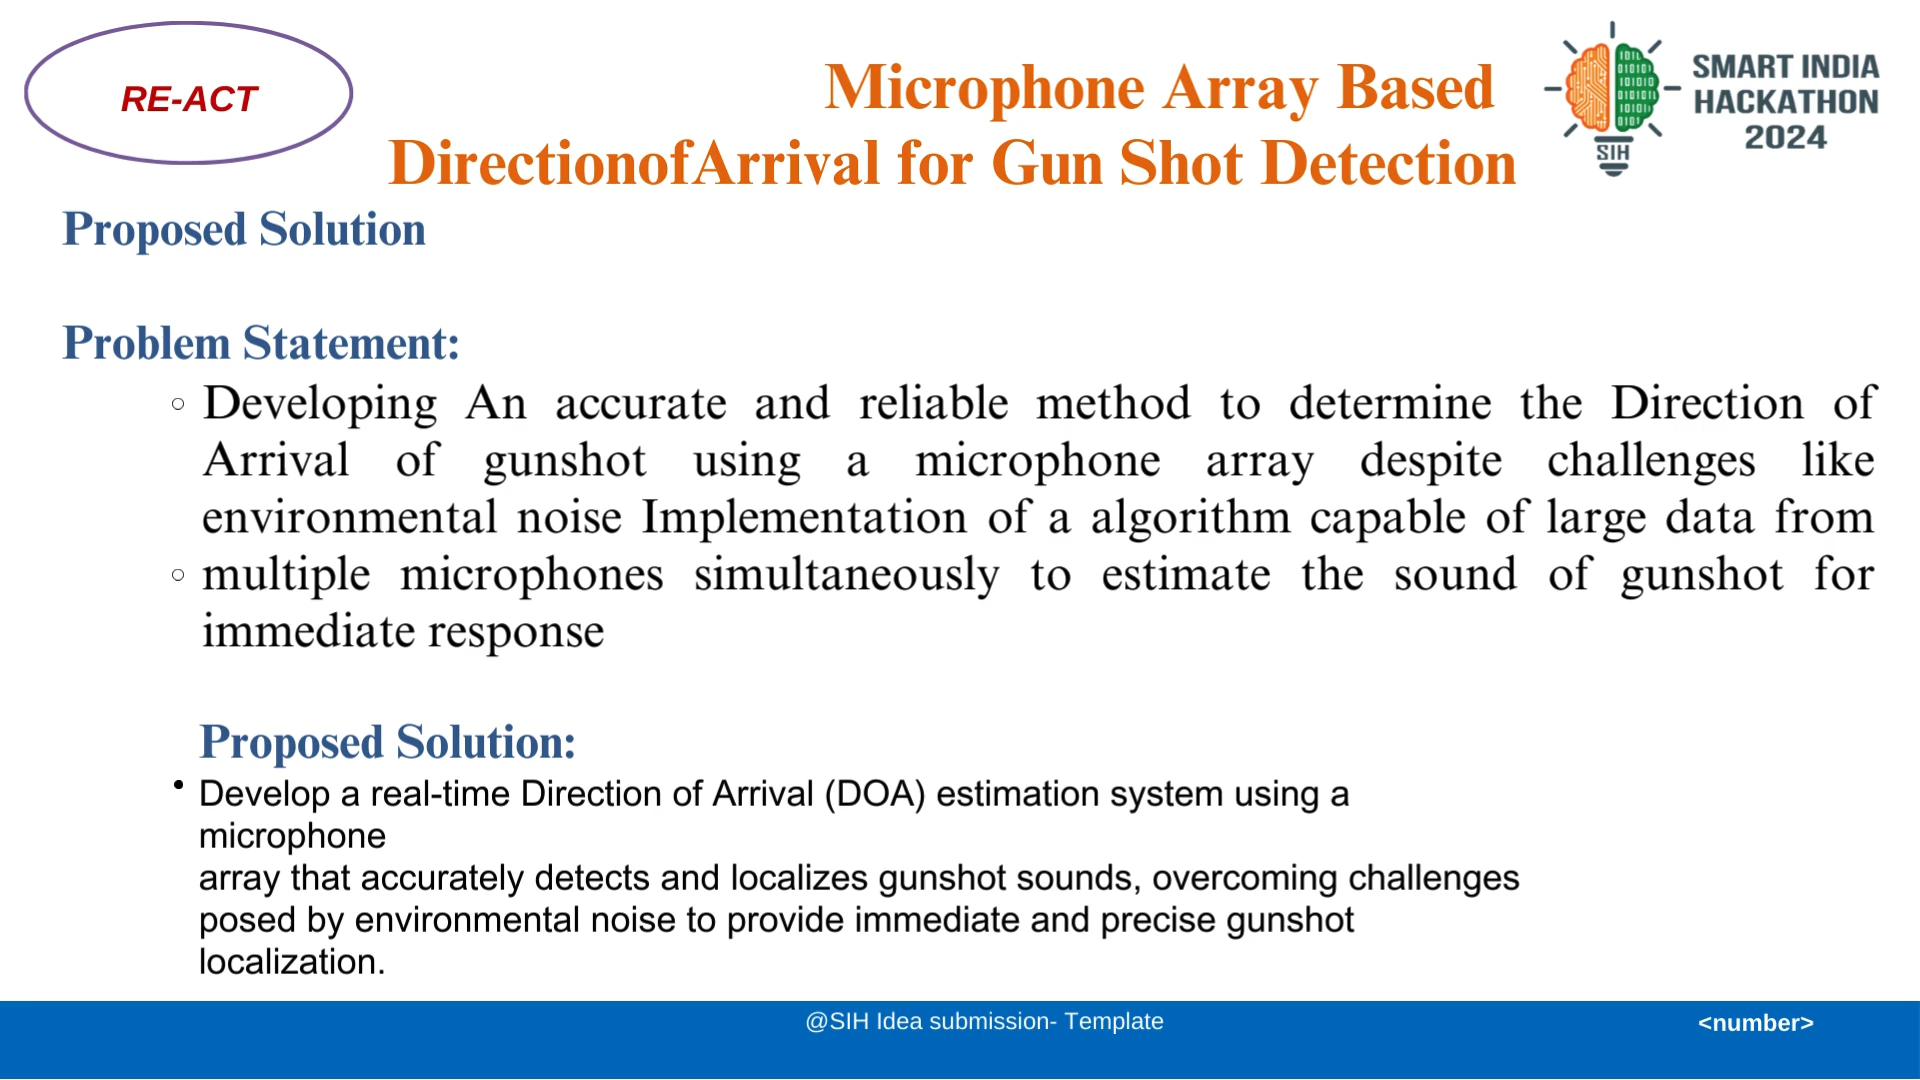 RE-ACT
Microphone Array Based
DirectionofArrival for Gun Shot Detection
SIH
SMART INDIA
HACKATHON
2024
Proposed Solution
Problem Statement:
○ Developing An accurate and reliable method to determine the Direction of
Arrival of gunshot using a microphone array despite challenges like
environmental noise Implementation of a algorithm capable of large data from
○ multiple microphones simultaneously to estimate the sound of gunshot for
immediate response
Proposed Solution:
• Develop a real-time Direction of Arrival (DOA) estimation system using a
microphone
array that accurately detects and localizes gunshot sounds, overcoming challenges
posed by environmental noise to provide immediate and precise gunshot
localization.
@SIH Idea submission- Template
<number>